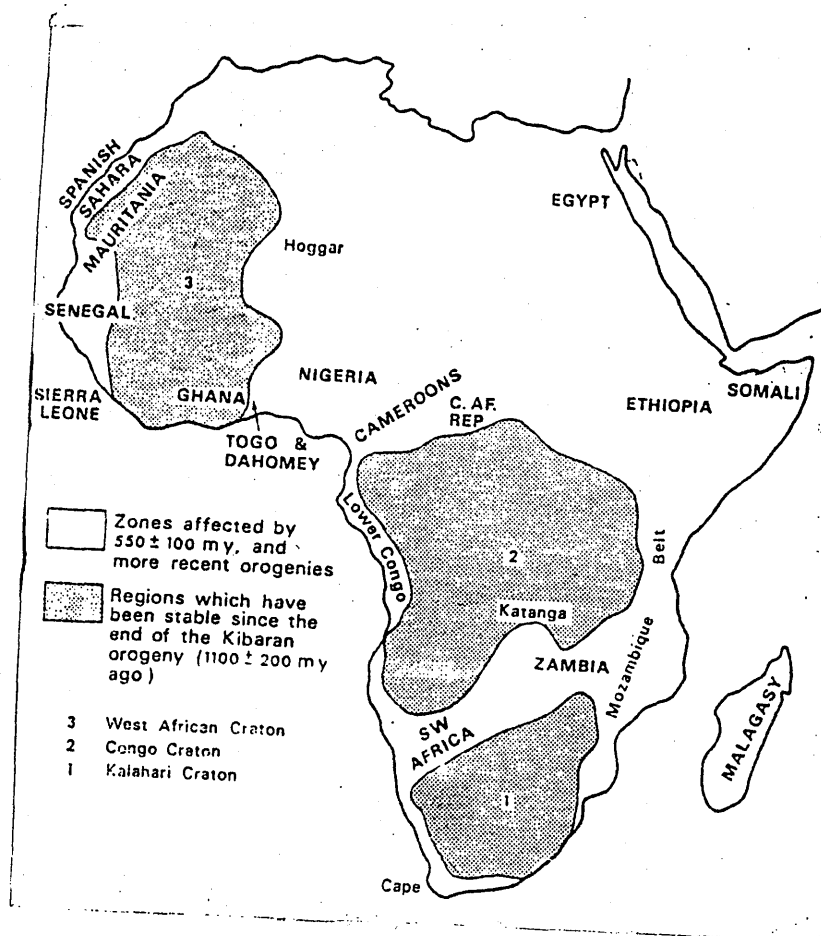 SPANISH
SAHARA
MAURITANIA
Hoggar
EGYPT
3
SENEGAL
SIERRA
LEONE
GHANA
NIGERIA
TOGO &
DAHOMEY
CAMEROONS
C. AF.
REP
ETHIOPIA
SOMALI
Lower Congo
2
Katanga
ZAMBIA
Mozambique
Belt
MALAGASY
SW
AFRICA
1
Cape
Zones affected by
550 ± 100 my, and
more recent orogenies
Regions which have
been stable since the
end of the Kibaran
orogeny (1100 ± 200 my
ago)
3 West African Craton
2 Congo Craton
1 Kalahari Craton